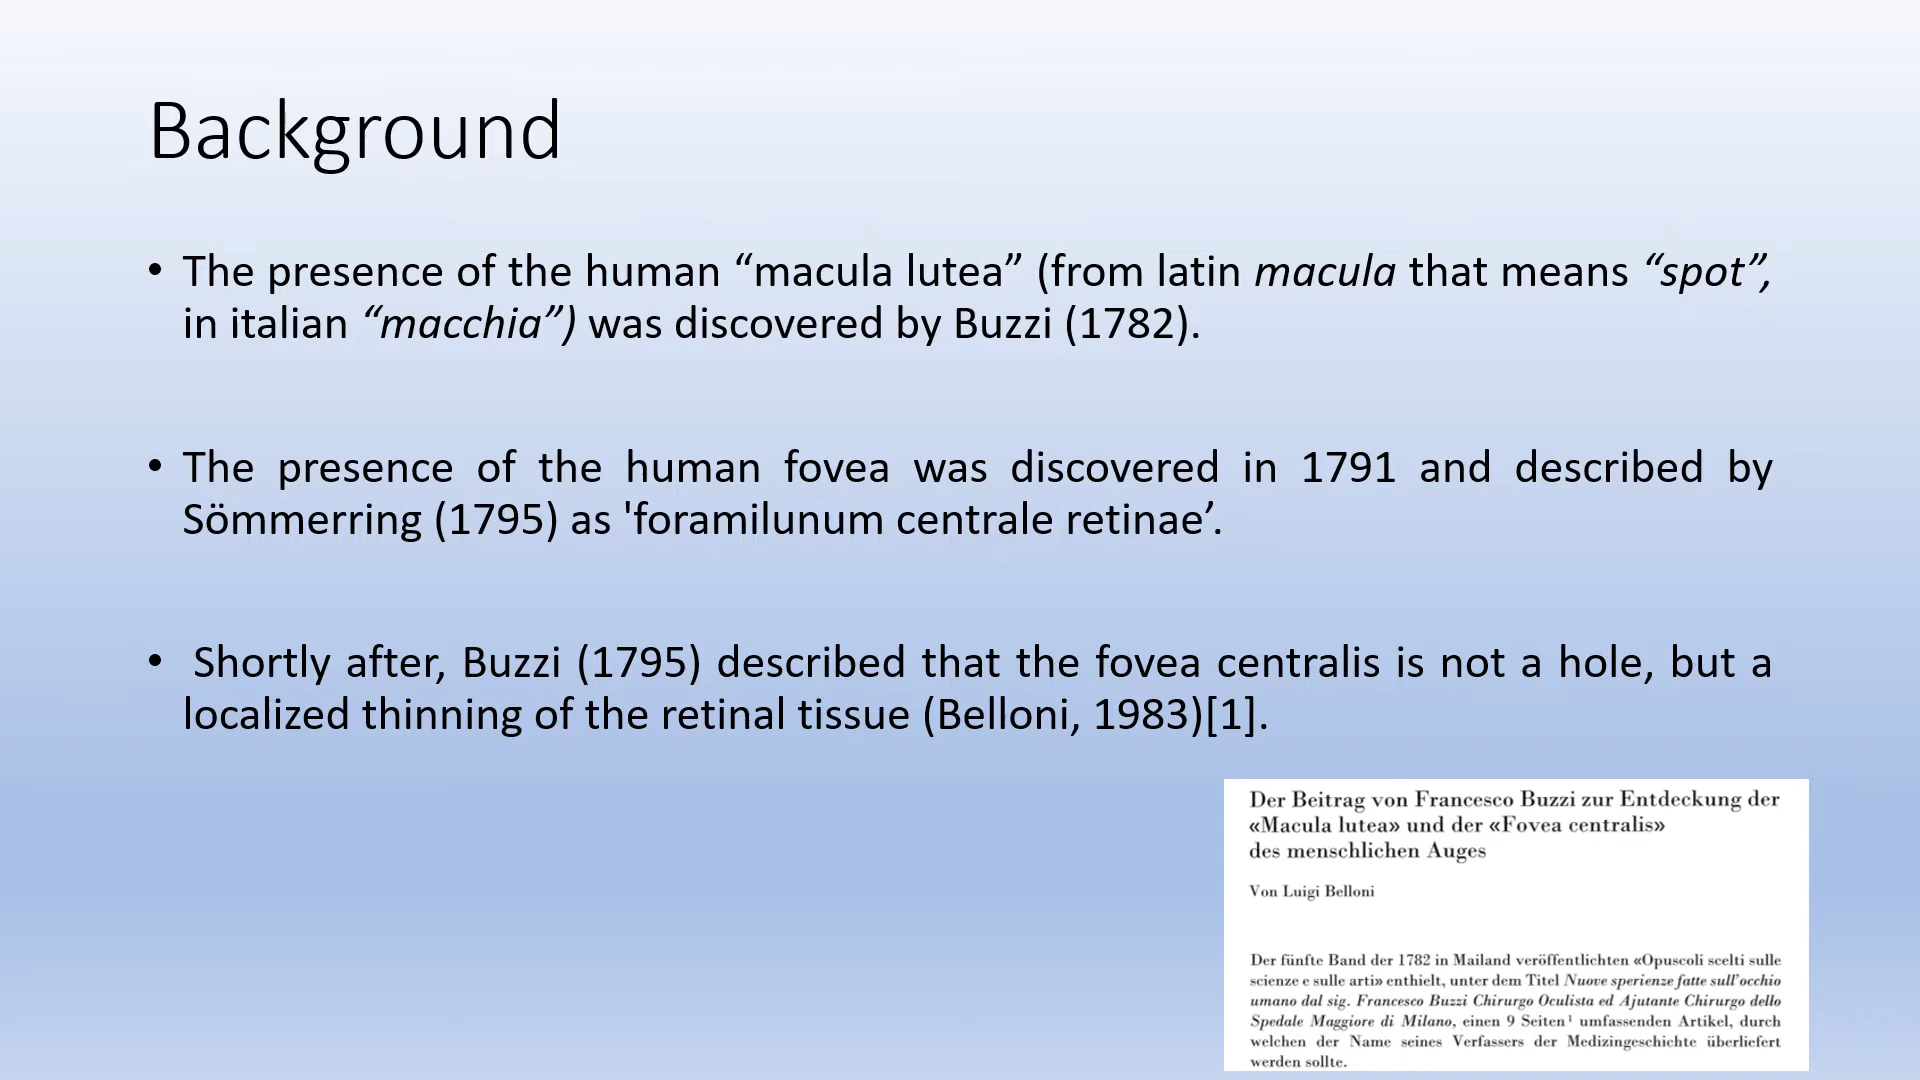 Background
• The presence of the human “macula lutea” (from latin macula that means “spot”,
in italian “macchia”) was discovered by Buzzi (1782).
• The presence of the human fovea was discovered in 1791 and described by
Sömmerring (1795) as 'foramilunum centrale retinae’.
• Shortly after, Buzzi (1795) described that the fovea centralis is not a hole, but a
localized thinning of the retinal tissue (Belloni, 1983)[1].
Der Beitrag von Francesco Buzzi zur Entdeckung der
«Macula lutea» und der «Fovea centralis»
des menschlichen Auges
Von Luigi Belloni
Der fünfte Band der 1782 in Mailand veröffentlichten «Opuscoli scelti sulle
scienze e sulle arti» enthielt, unter dem Titel Nuove sperienze fatte sull'occhio
umano dal sig. Francesco Buzzi Chirurgo Oculista ed Ajutante Chirurgo dello
Spedale Maggiore di Milano, einen 9 Seiten¹ umfassenden Artikel, durch
welchen der Name seines Verfassers der Medizingeschichte überliefert
werden sollte.